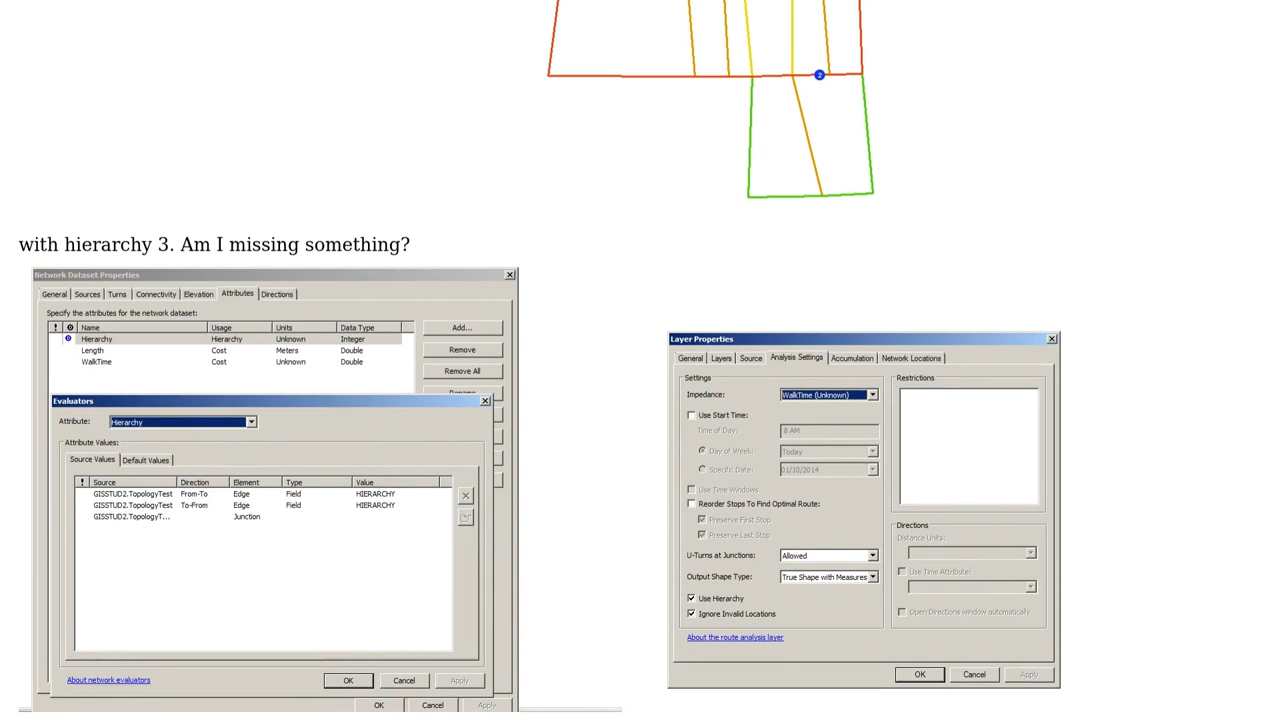 2
with hierarchy 3. Am I missing something?
Network Dataset Properties
General Sources Turns Connectivity Elevation Attributes Directions
Specify the attributes for the network dataset:
! Name Usage Units Data Type
Hierarchy Hierarchy Unknown Integer
Length Cost Meters Double
WalkTime Cost Unknown Double
Add...
Remove
Remove All
Evaluators
Attribute: Hierarchy
Attribute Values:
Source Values Default Values
! Source Direction Element Type Value
GISSTUD2.TopologyTest From-To Edge Field HIERARCHY
GISSTUD2.TopologyTest To-From Edge Field HIERARCHY
GISSTUD2.TopologyT... Junction
About network evaluators OK Cancel Apply
OK Cancel Apply
Layer Properties
General Layers Source Analysis Settings Accumulation Network Locations
Settings
Impedance: WalkTime (Unknown)
Use Start Time:
Time of Day: 8 AM
Day of Week: Today
Specific Date: 01/10/2014
Use Time Windows
Reorder Stops To Find Optimal Route:
Preserve First Stop
Preserve Last Stop
U-Turns at Junctions: Allowed
Output Shape Type: True Shape with Measures
Use Hierarchy
Ignore Invalid Locations
About the route analysis layer
Restrictions
Directions
Distance Units:
Use Time Attribute:
Open Directions window automatically
OK Cancel Apply